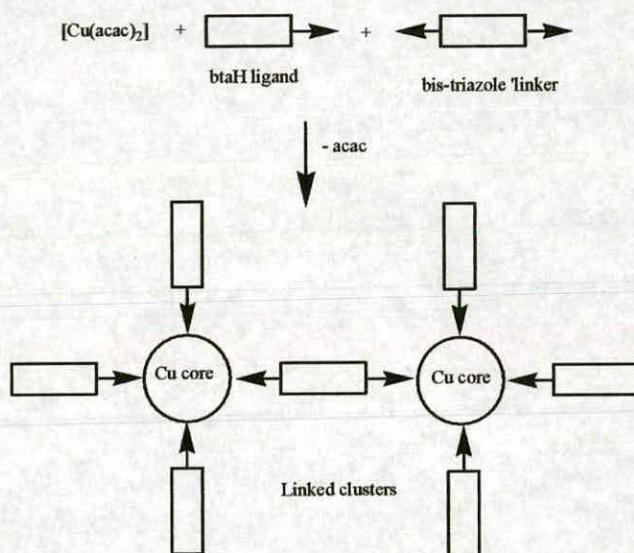 [Cu(acac)₂] + +
btaH ligand
bis-triazole 'linker
- acac
Cu core
Cu core
Linked clusters